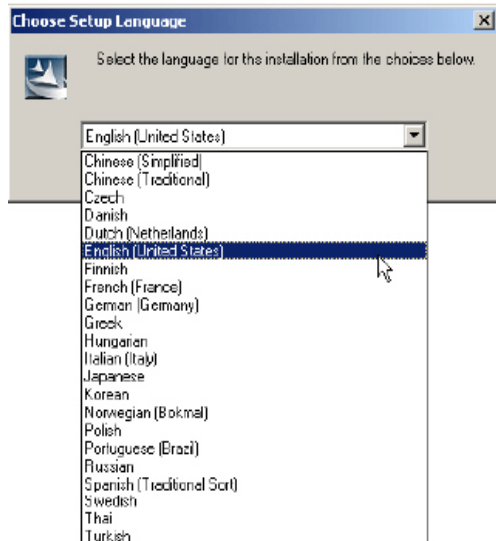 Choose Setup Language
Select the language for the installation from the choices below.
English (United States)
Chinese (Simplified)
Chinese (Traditional)
Czech
Danish
Dutch (Netherlands)
English (United States)
Finnish
French (France)
German (Germany)
Greek
Hungarian
Italian (Italy)
Japanese
Korean
Norwegian (Bokmal)
Polish
Portuguese (Brazil)
Russian
Spanish (Traditional Sort)
Swedish
Thai
Turkish